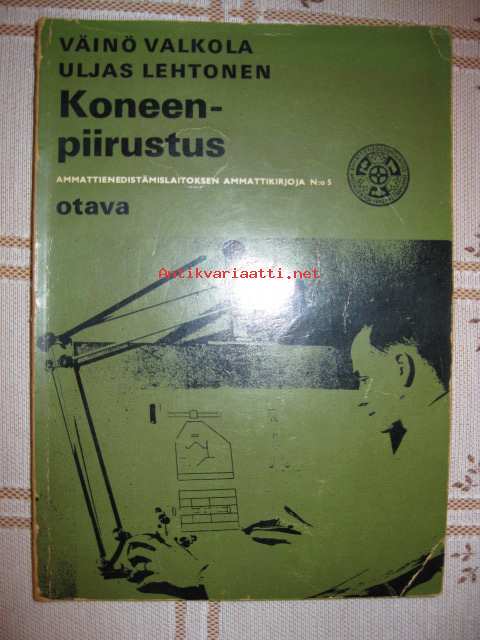 VÄINÖ VALKOLA
ULJAS LEHTONEN
Koneen-
piirustus
AMMATTIENEDISTÄMISLAITOKSEN AMMATTIKIRJOJA N:o 5
otava
Antikvariaatti.net